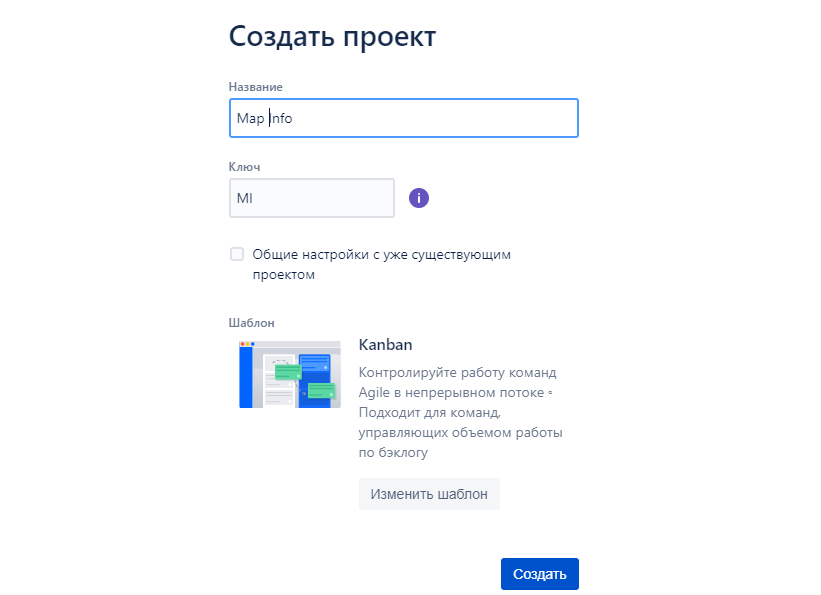 Создать проект
Название
Map Info
Ключ
MI
i
Общие настройки с уже существующим
проектом
Шаблон
Kanban
Контролируйте работу команд
Agile в непрерывном потоке •
Подходит для команд,
управляющих объемом работы
по бэклогу
Изменить шаблон
Создать